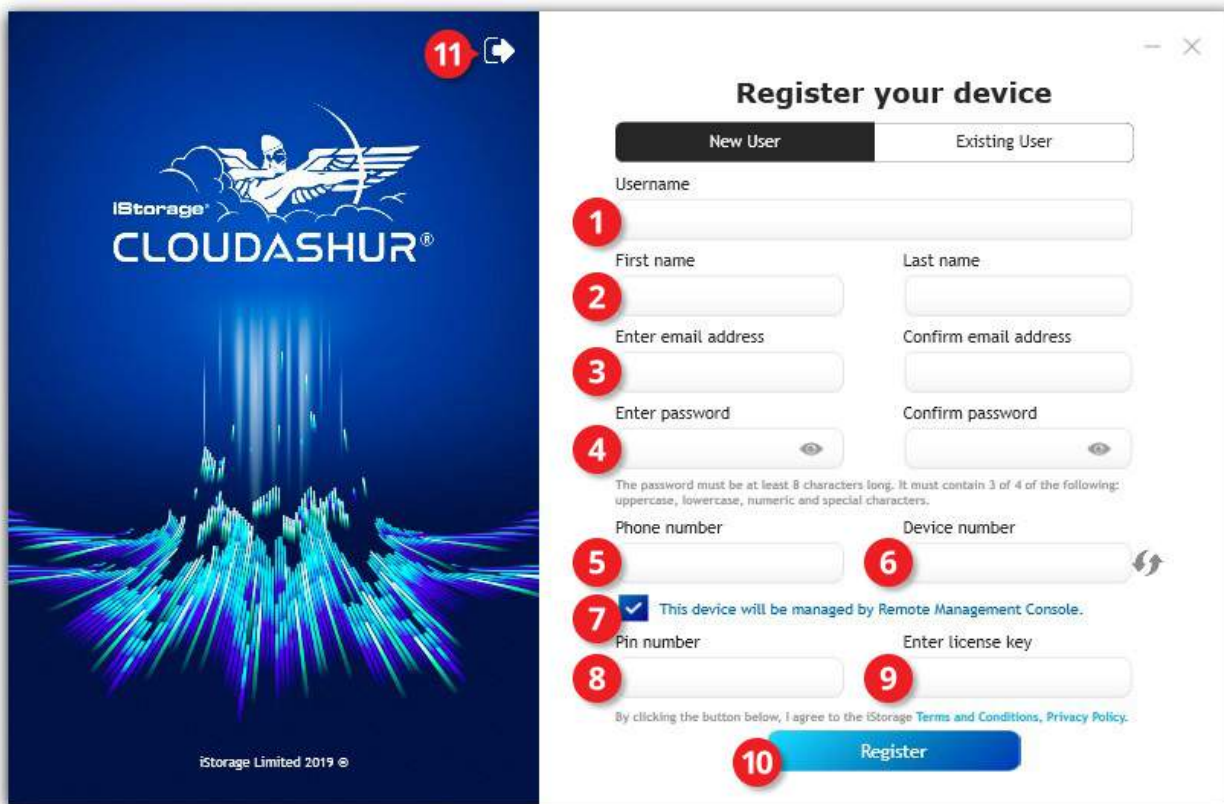 11
iStorage®
CLOUDASHUR®
iStorage Limited 2019 ®
Register your device
New User Existing User
Username
1
First name Last name
2
Enter email address Confirm email address
3
Enter password Confirm password
4
The password must be at least 8 characters long. It must contain 3 of 4 of the following:
uppercase, lowercase, numeric and special characters.
Phone number Device number
5 6
7 This device will be managed by Remote Management Console.
Pin number Enter license key
8 9
By clicking the button below, I agree to the iStorage Terms and Conditions, Privacy Policy.
10 Register